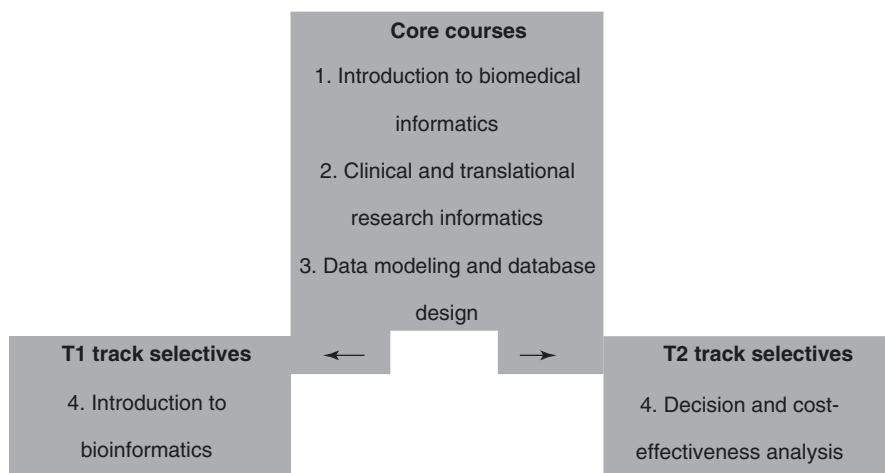 Core courses
1. Introduction to biomedical
informatics
2. Clinical and translational
research informatics
3. Data modeling and database
design
T1 track selectives
4. Introduction to
bioinformatics
T2 track selectives
4. Decision and cost-
effectiveness analysis